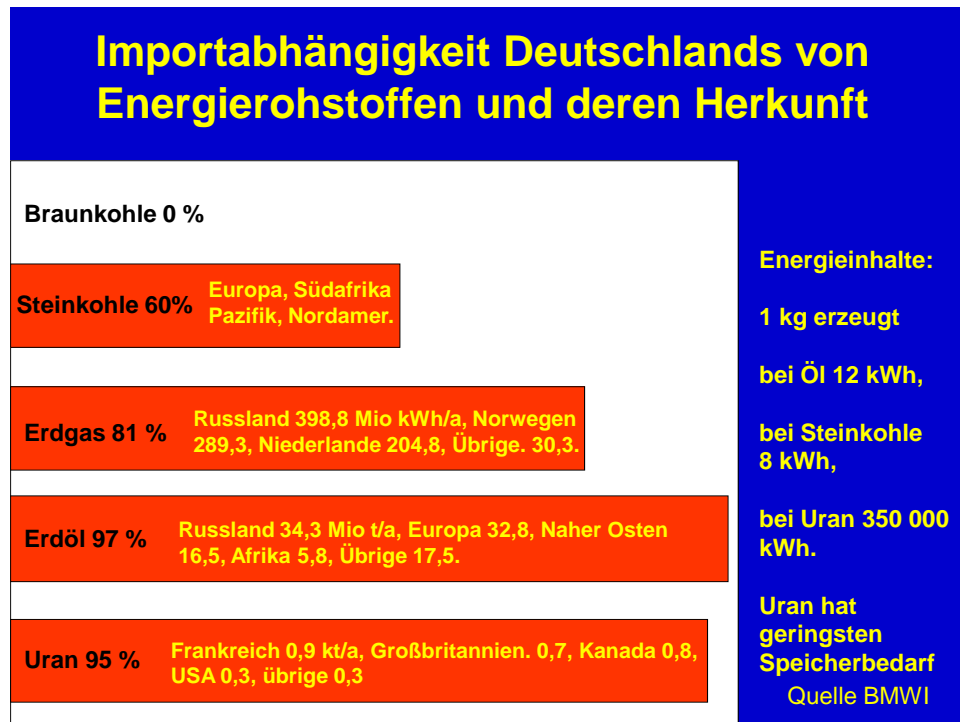 Importabhängigkeit Deutschlands von
Energierohstoffen und deren Herkunft
Braunkohle 0 %
Steinkohle 60%
Europa, Südafrika
Pazifik, Nordamer.
Erdgas 81 %
Russland 398,8 Mio kWh/a, Norwegen
289,3, Niederlande 204,8, Übrige. 30,3.
Erdöl 97 %
Russland 34,3 Mio t/a, Europa 32,8, Naher Osten
16,5, Afrika 5,8, Übrige 17,5.
Uran 95 %
Frankreich 0,9 kt/a, Großbritannien. 0,7, Kanada 0,8,
USA 0,3, übrige 0,3
Energieinhalte:
1 kg erzeugt
bei Öl 12 kWh,
bei Steinkohle
8 kWh,
bei Uran 350 000
kWh.
Uran hat
geringsten
Speicherbedarf
Quelle BMWI